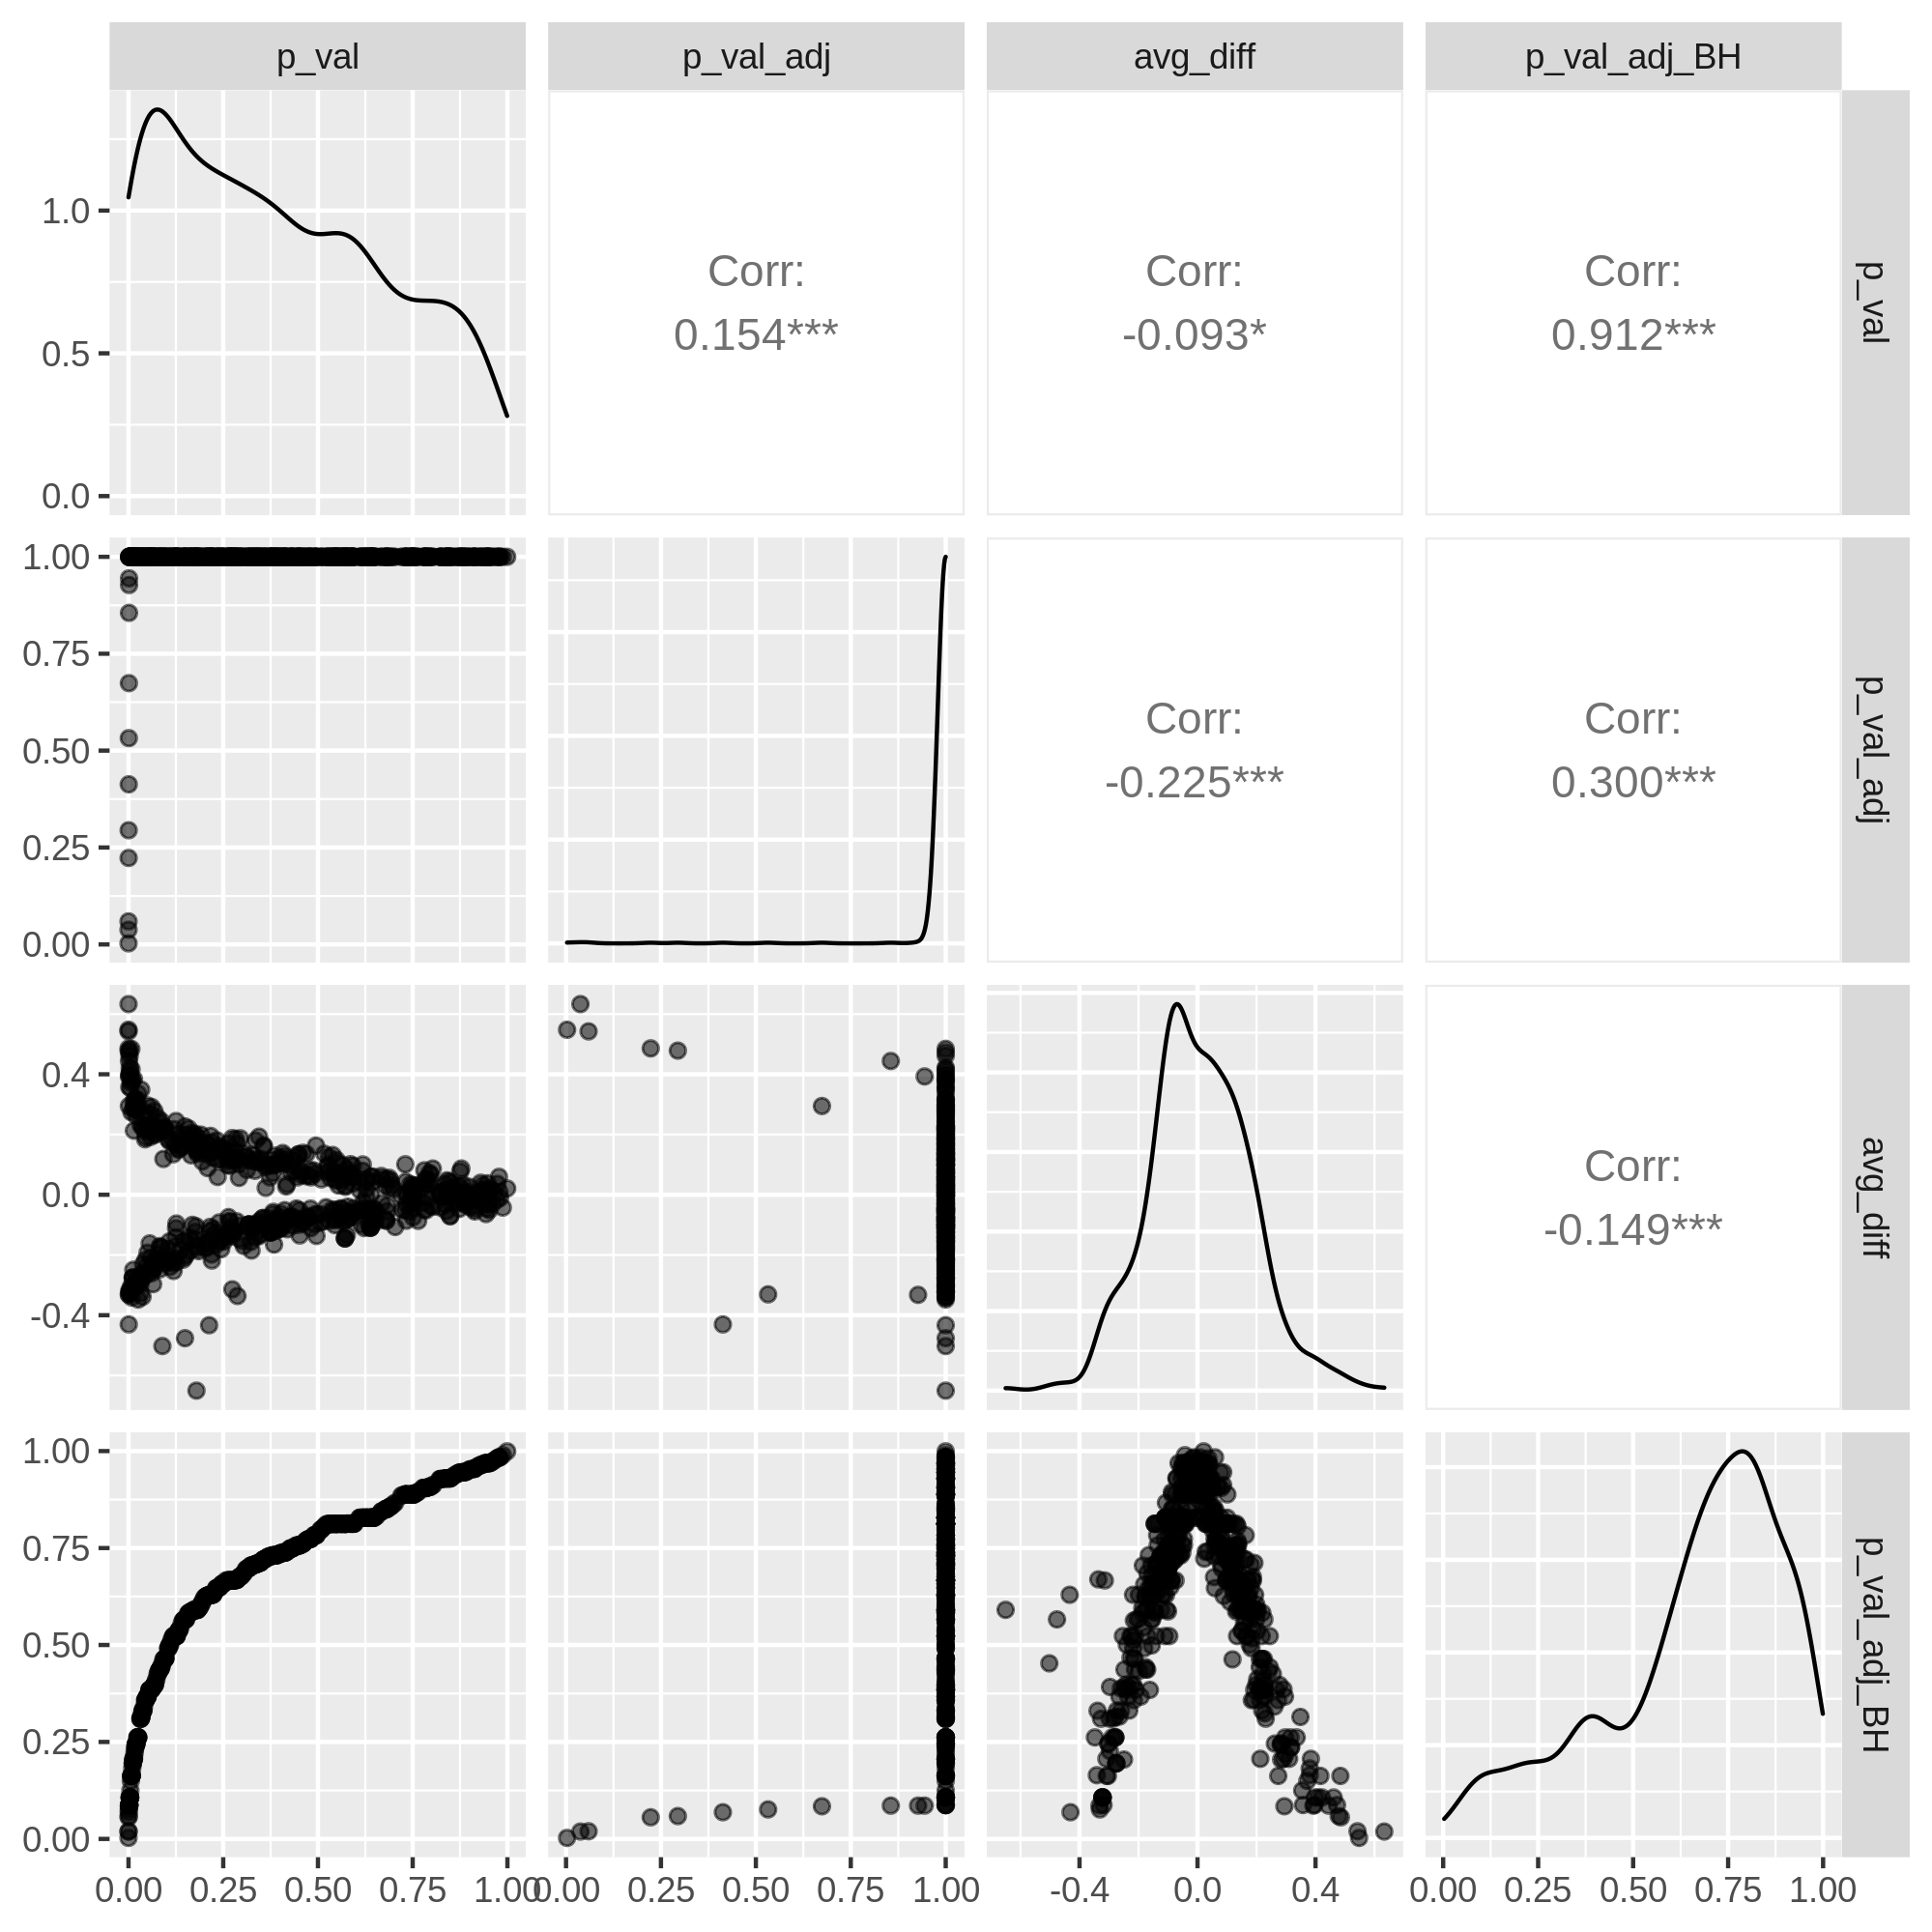 p_val p_val_adj avg_diff p_val_adj_BH
1.0
0.5
0.0
Corr:
0.154***
Corr:
-0.093*
Corr:
0.912***
p_val
1.00
0.75
0.50
0.25
0.00
Corr:
-0.225***
Corr:
0.300***
p_val_adj
0.4
0.0
-0.4
Corr:
-0.149***
avg_diff
1.00
0.75
0.50
0.25
0.00
p_val_adj_BH
0.00 0.25 0.50 0.75 1.00 0.00 0.25 0.50 0.75 1.00 -0.4 0.0 0.4 0.00 0.25 0.50 0.75 1.00